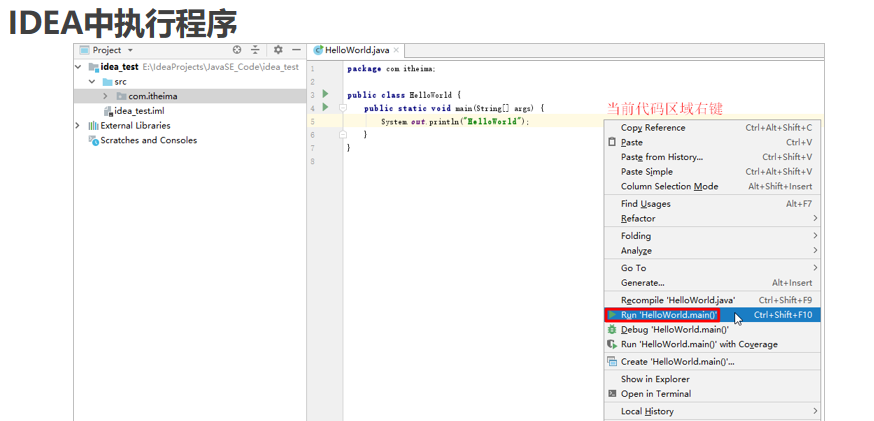 IDEA中执行程序
Project
HelloWorld.java
idea_test E:\IdeaProjects\JavaSE_Code\idea_test
src
com.itheima
idea_test.iml
External Libraries
Scratches and Consoles
1 package com.itheima;
2
3 public class HelloWorld {
4 public static void main(String[] args) {
5 System.out.println("HelloWorld");
6 }
7 }
8
当前代码区域右键
Copy Reference Ctrl+Alt+Shift+C
Paste Ctrl+V
Paste from History... Ctrl+Shift+V
Paste Simple Ctrl+Alt+Shift+V
Column Selection Mode Alt+Shift+Insert
Find Usages Alt+F7
Refactor
Folding
Analyze
Go To
Generate... Alt+Insert
Recompile 'HelloWorld.java' Ctrl+Shift+F9
Run 'HelloWorld.main()' Ctrl+Shift+F10
Debug 'HelloWorld.main()'
Run 'HelloWorld.main()' with Coverage
Create 'HelloWorld.main()'...
Show in Explorer
Open in Terminal
Local History